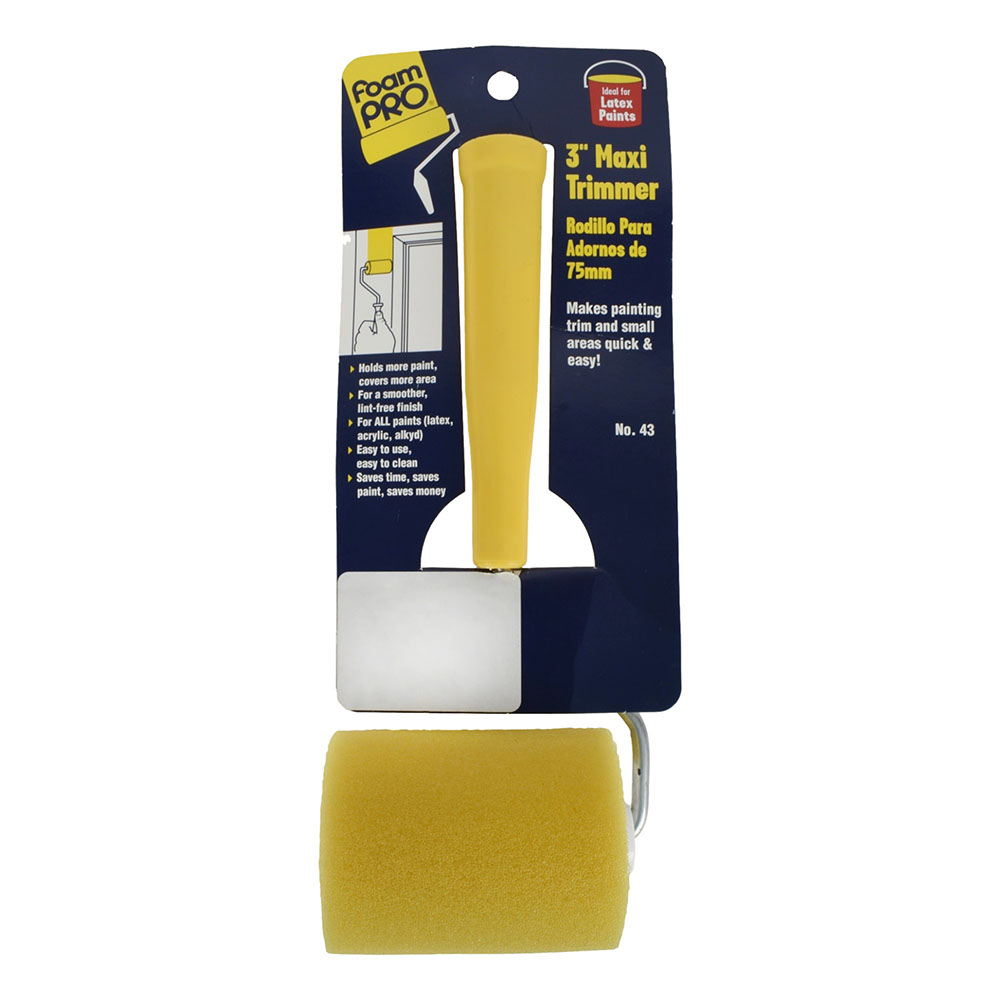 foam
PRO®
Ideal for
Latex
Paints
3" Maxi
Trimmer
Rodillo Para
Adornos de
75mm
Makes painting
trim and small
areas quick &
easy!
No. 43
Holds more paint,
covers more area
For a smoother,
lint-free finish
For ALL paints (latex,
acrylic, alkyd)
Easy to use,
easy to clean
Saves time, saves
paint, saves money